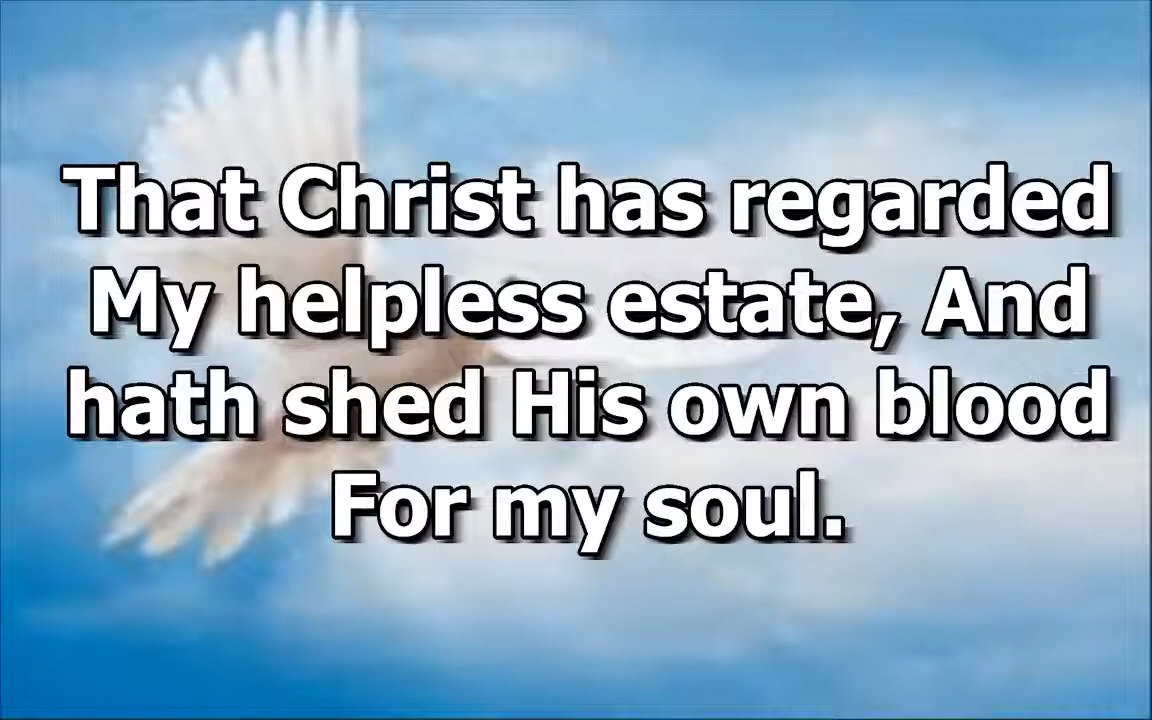 That Christ has regarded
My helpless estate, And
hath shed His own blood
For my soul.